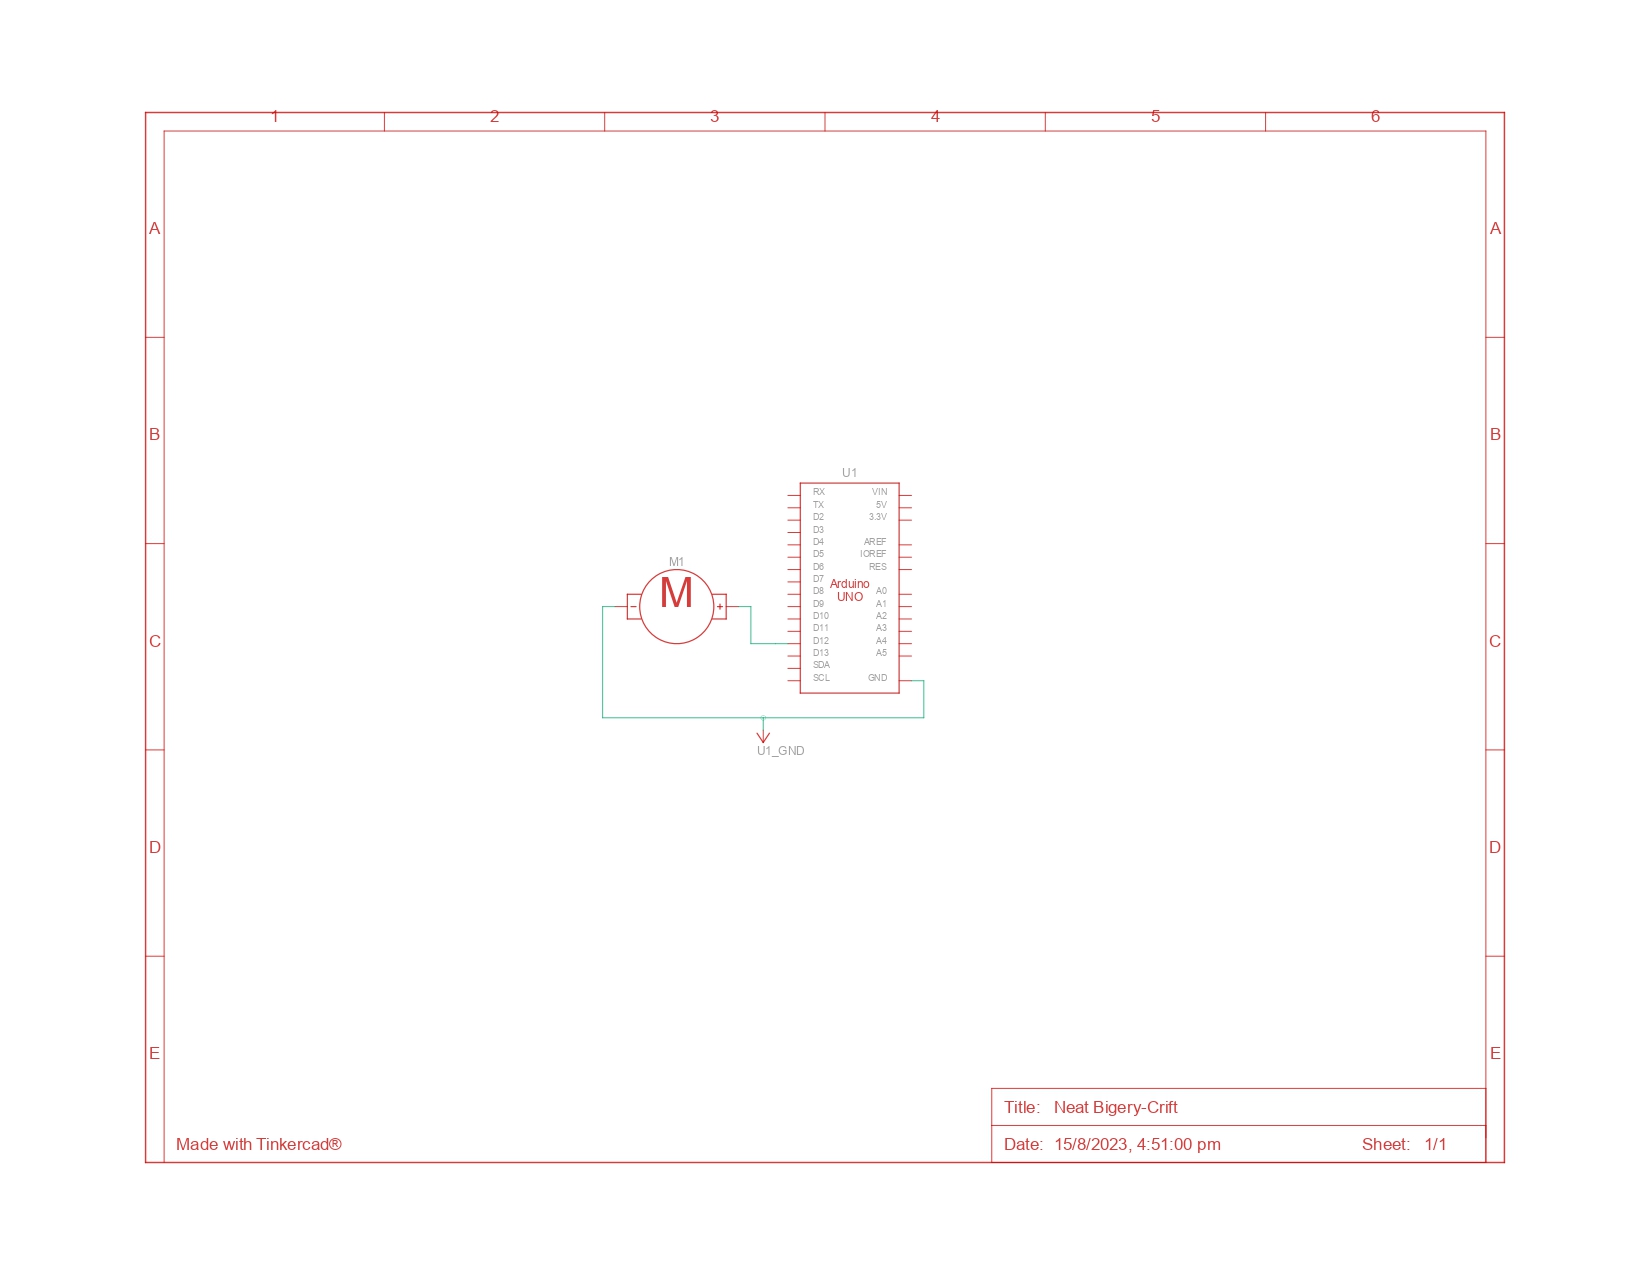 1 2 3 4 5 6
A A
B B
U1
RX VIN
TX 5V
D2 3.3V
D3
D4 AREF
D5 IOREF
M1 D6 RES
D7
M Arduino
D8 A0
UNO
- + D9 A1
D10 A2
D11 A3
C D12 A4 C
D13 A5
SDA
SCL GND
U1_GND
D D
E E
Title: Neat Bigery-Crift
Made with Tinkercad® Date: 15/8/2023, 4:51:00 pm Sheet: 1/1